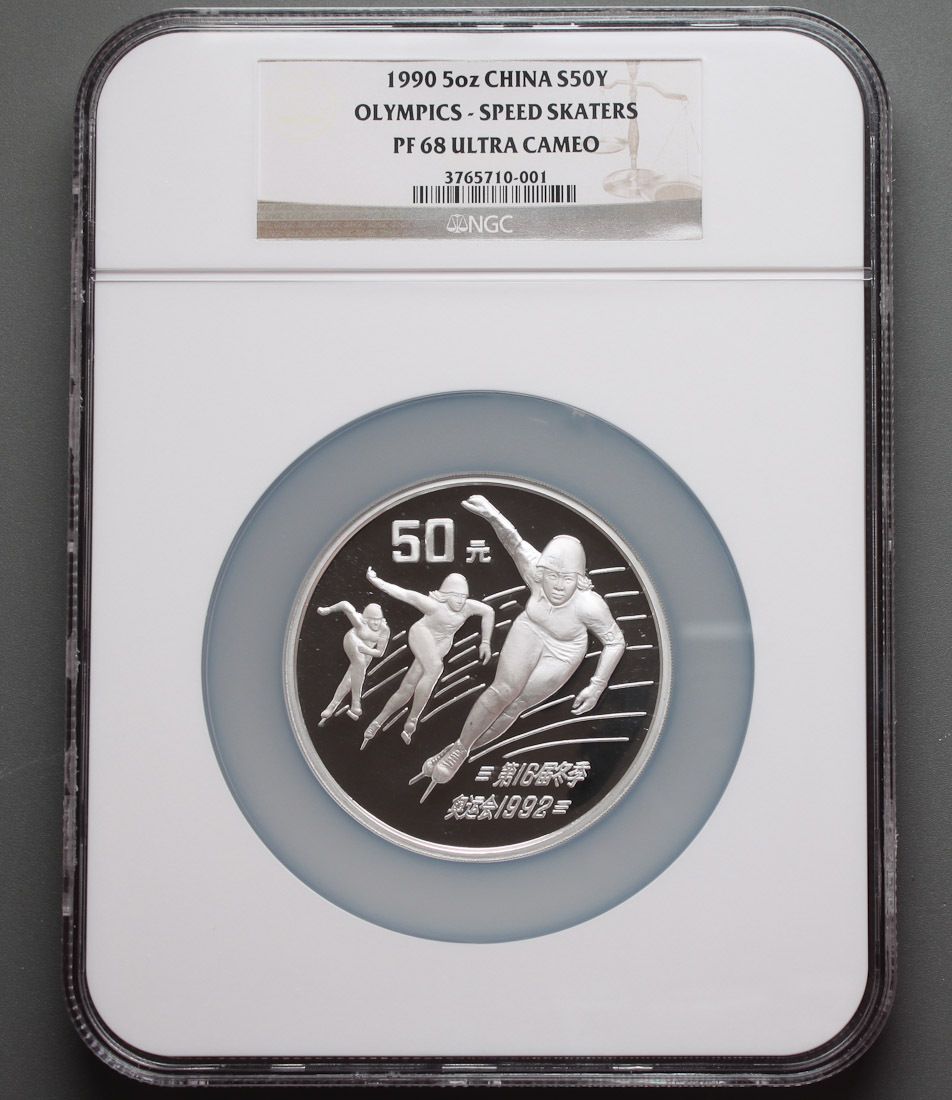 1990 5oz CHINA S50Y
OLYMPICS - SPEED SKATERS
PF 68 ULTRA CAMEO
3765710-001
NGC
50元
第16届冬季
奥运会1992